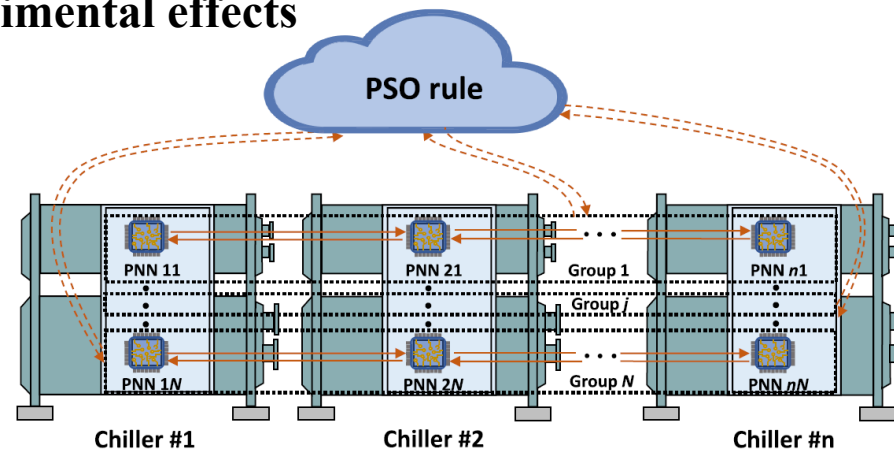 imental effects
PSO rule
PNN 11
PNN 21
Group 1
PNN n1
Group j
PNN 1N
PNN 2N
Group N
PNN nN
Chiller #1
Chiller #2
Chiller #n